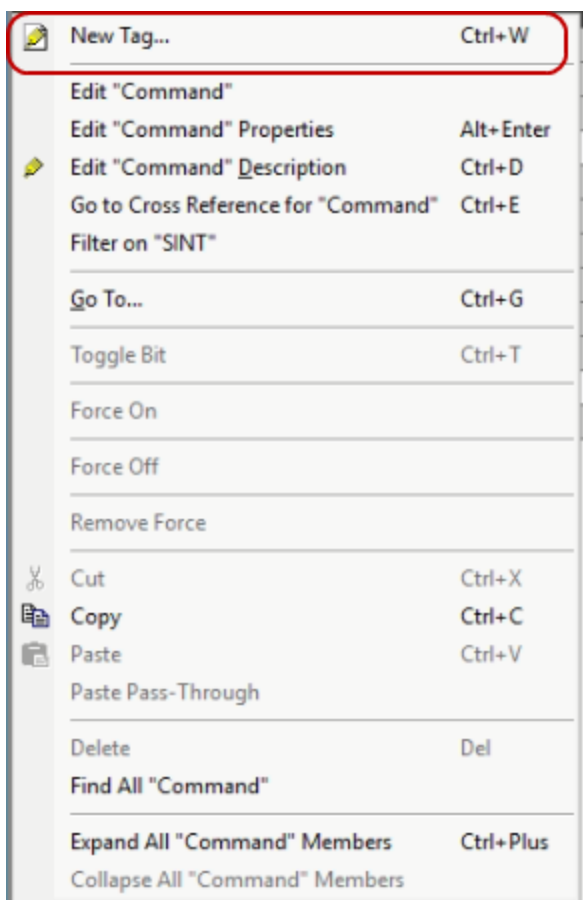 New Tag... Ctrl+W
Edit "Command"
Edit "Command" Properties Alt+Enter
Edit "Command" Description Ctrl+D
Go to Cross Reference for "Command" Ctrl+E
Filter on "SINT"
Go To... Ctrl+G
Toggle Bit Ctrl+T
Force On
Force Off
Remove Force
Cut Ctrl+X
Copy Ctrl+C
Paste Ctrl+V
Paste Pass-Through
Delete Del
Find All "Command"
Expand All "Command" Members Ctrl+Plus
Collapse All "Command" Members